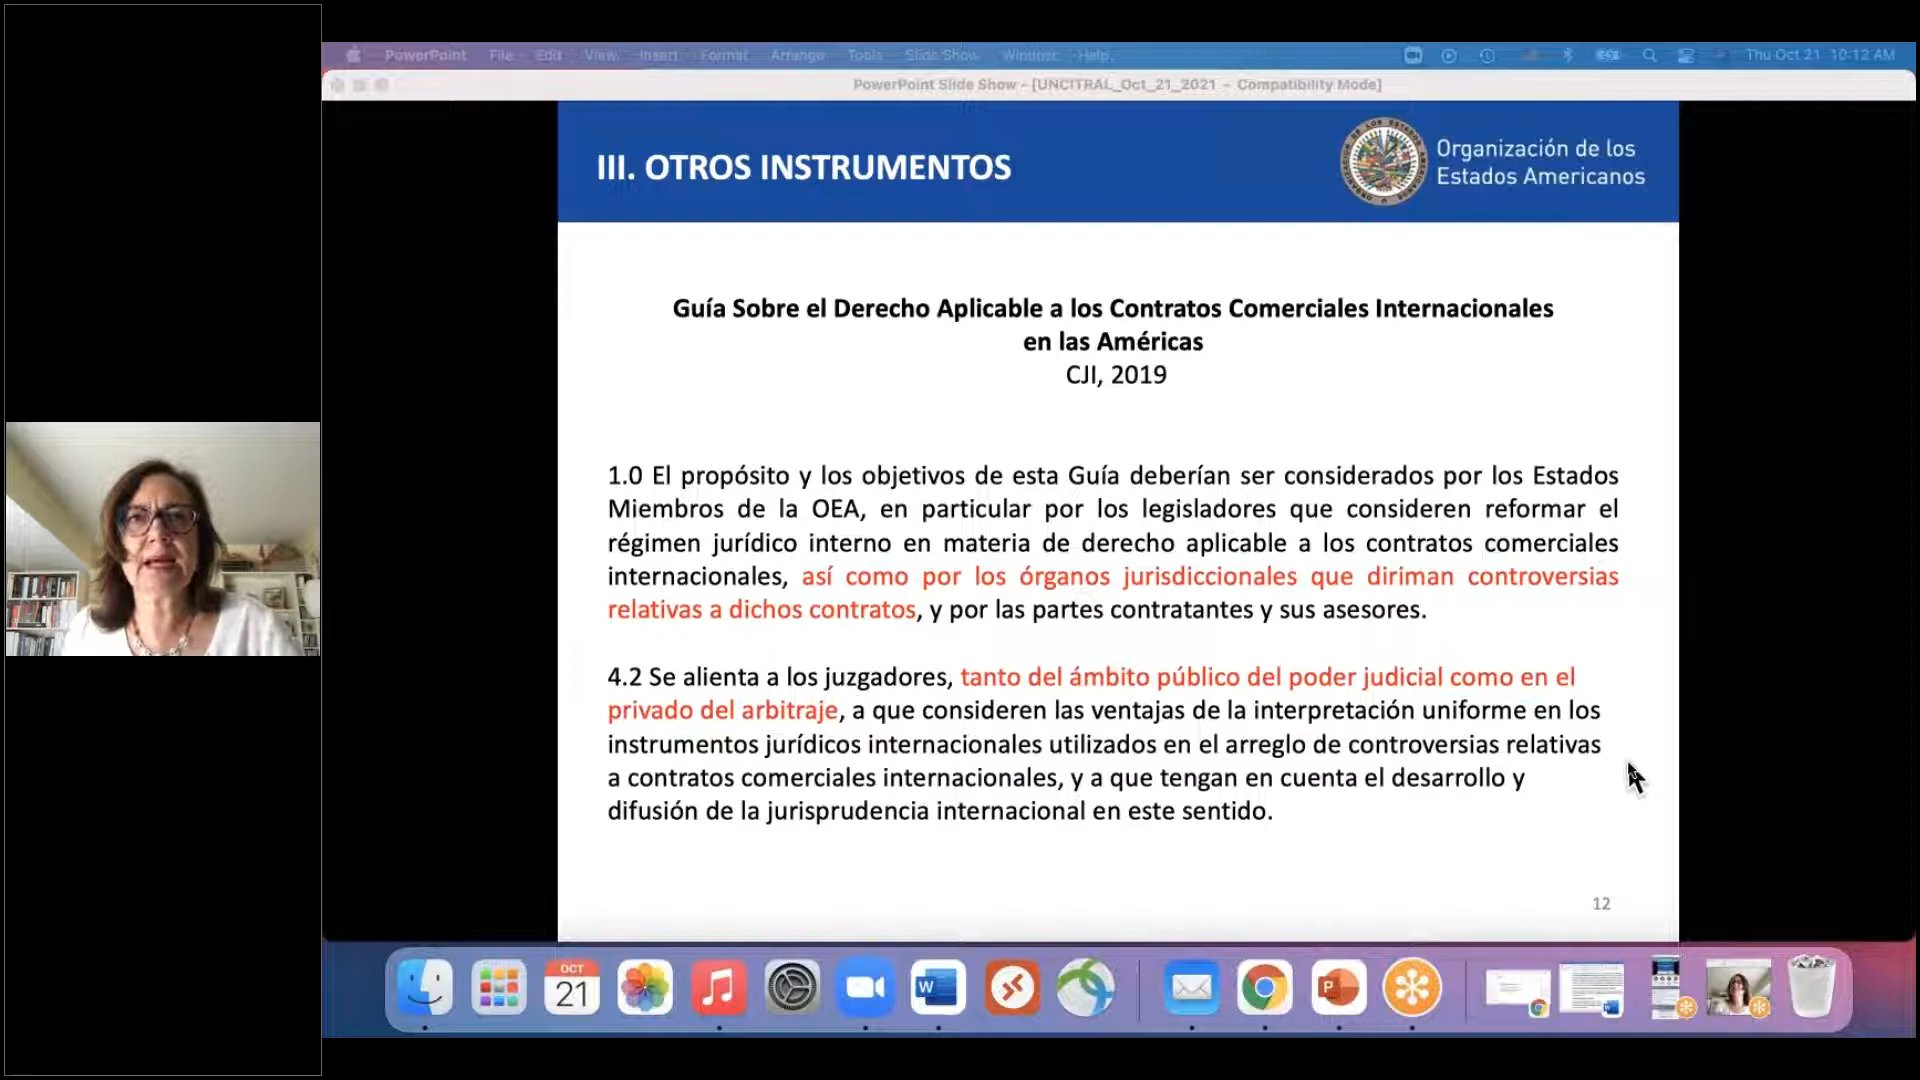 PowerPoint File Edit View Insert Format Arrange Tools Slide Show Window Help
Thu Oct 21 10:12 AM
PowerPoint Slide Show - [UNCITRAL_Oct_21_2021 - Compatibility Mode]
III. OTROS INSTRUMENTOS
Organización de los
Estados Americanos
Guía Sobre el Derecho Aplicable a los Contratos Comerciales Internacionales
en las Américas
CJI, 2019
1.0 El propósito y los objetivos de esta Guía deberían ser considerados por los Estados
Miembros de la OEA, en particular por los legisladores que consideren reformar el
régimen jurídico interno en materia de derecho aplicable a los contratos comerciales
internacionales, así como por los órganos jurisdiccionales que diriman controversias
relativas a dichos contratos, y por las partes contratantes y sus asesores.
4.2 Se alienta a los juzgadores, tanto del ámbito público del poder judicial como en el
privado del arbitraje, a que consideren las ventajas de la interpretación uniforme en los
instrumentos jurídicos internacionales utilizados en el arreglo de controversias relativas
a contratos comerciales internacionales, y a que tengan en cuenta el desarrollo y
difusión de la jurisprudencia internacional en este sentido.
12
OCT
21
W
P